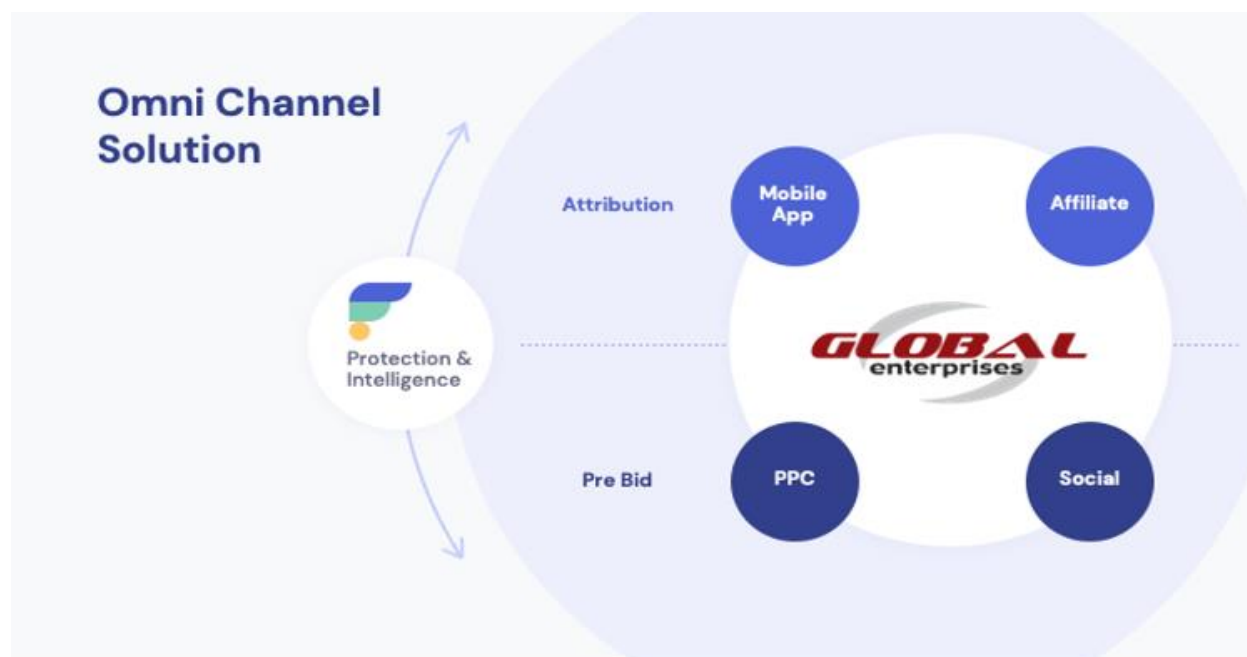 Omni Channel
Solution
Attribution
Mobile
App
Affiliate
Protection &
Intelligence
GLOBAL
enterprises
Pre Bid
PPC
Social